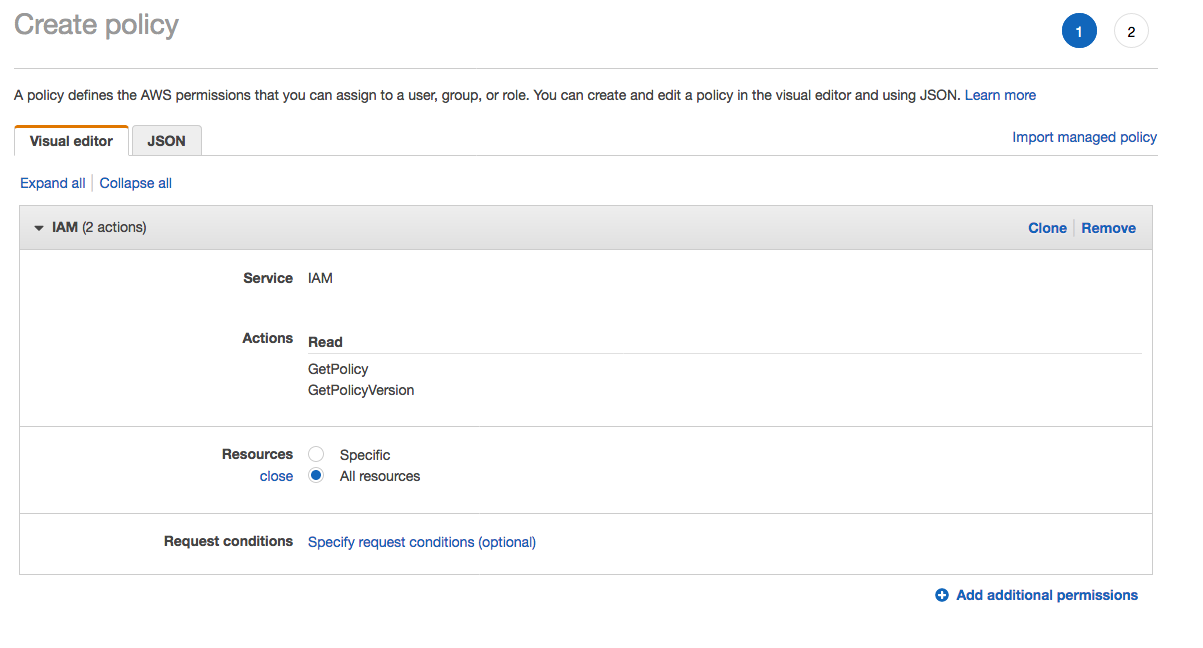 Create policy
1
2
A policy defines the AWS permissions that you can assign to a user, group, or role. You can create and edit a policy in the visual editor and using JSON. Learn more
Visual editor
JSON
Import managed policy
Expand all
Collapse all
IAM (2 actions)
Clone
Remove
Service IAM
Actions
Read
GetPolicy
GetPolicyVersion
Resources
Specific
close
All resources
Request conditions
Specify request conditions (optional)
Add additional permissions